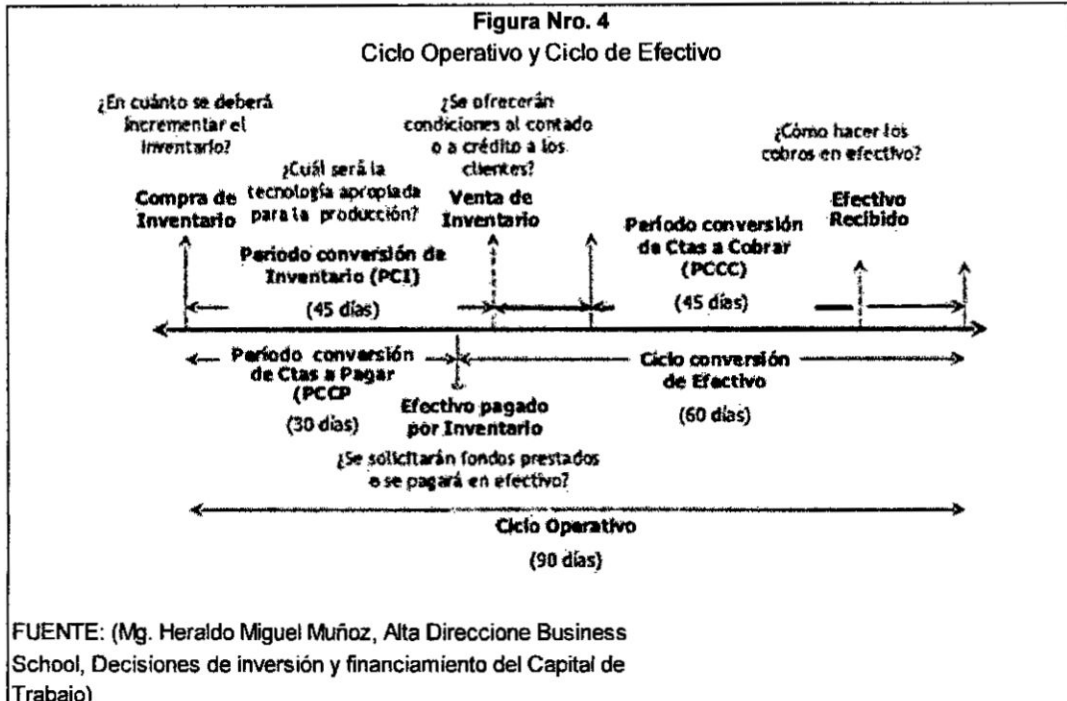 Figura Nro. 4
Ciclo Operativo y Ciclo de Efectivo
¿En cuánto se deberá
incrementar el
inventario?
¿Cuál será la
tecnología apropiada
para la producción?
¿Se ofrecerán
condiciones al contado
o a crédito a los
clientes?
¿Cómo hacer los
cobros en efectivo?
Compra de
Inventario
Venta de
Inventario
Efectivo
Recibido
Periodo conversión de
Inventario (PCI)
(45 días)
Período conversión
de Ctas a Cobrar
(PCCC)
(45 días)
Período conversión
de Ctas a Pagar
(PCCP
(30 días)
Efectivo pagado
por Inventario
¿Se solicitarán fondos prestados
o se pagará en efectivo?
Ciclo conversión
de Efectivo
(60 días)
Ciclo Operativo
(90 días)
FUENTE: (Mg. Heraldo Miguel Muñoz, Alta Direccione Business
School, Decisiones de inversión y financiamiento del Capital de
Trabajo)